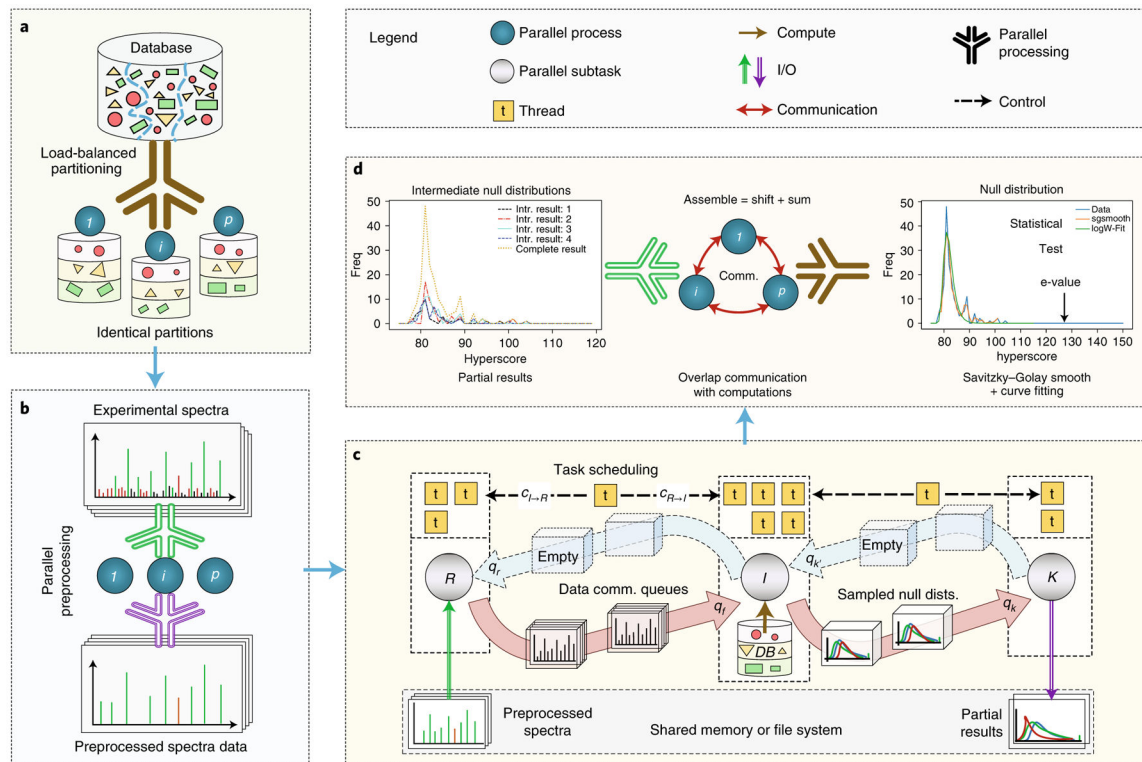 a
Database
Load-balanced
partitioning
1
i
p
Identical partitions
Legend
Parallel process
Parallel subtask
t
Thread
Compute
I/O
Communication
Parallel
processing
Control
d
Intermediate null distributions
Intr. result: 1
Intr. result: 2
Intr. result: 3
Intr. result: 4
Complete result
Freq
50
40
30
20
10
0
80
90
100
110
120
Hyperscore
Partial results
Assemble = shift + sum
1
Comm.
i
p
Overlap communication
with computations
Null distribution
Data
sgsmooth
logW-Fit
Statistical
Test
e-value
Freq
50
40
30
20
10
0
80
90
100
110
120
130
140
150
hyperscore
Savitzky–Golay smooth
+ curve fitting
b
Experimental spectra
Parallel
preprocessing
1
i
p
Preprocessed spectra data
c
Task scheduling
t t
t
C I→R
t
C R→I
t t t
t t
t
t
t
Empty
Empty
q r
q k
R
I
K
Data comm. queues
q f
Sampled null dists.
q k
DB
Preprocessed
spectra
Shared memory or file system
Partial
results